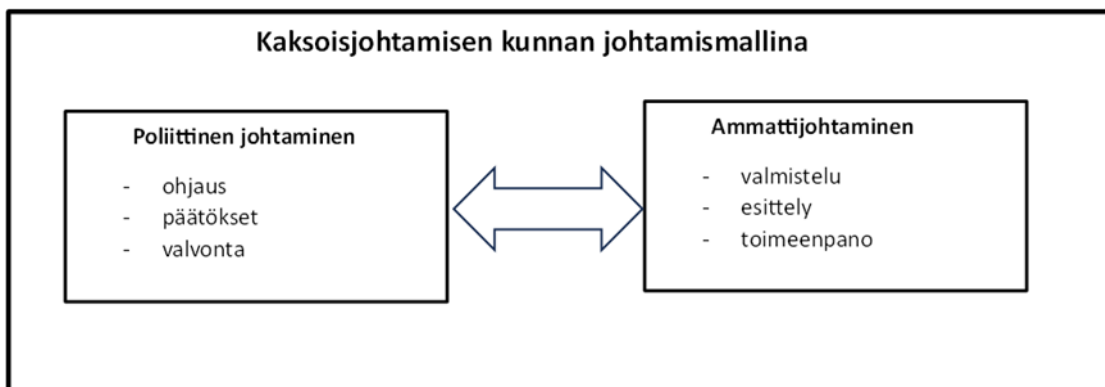 Kaksoisjohtamisen kunnan johtamismallina
Poliittinen johtaminen
- ohjaus
- päätökset
- valvonta
Ammattijohtaminen
- valmistelu
- esittely
- toimeenpano